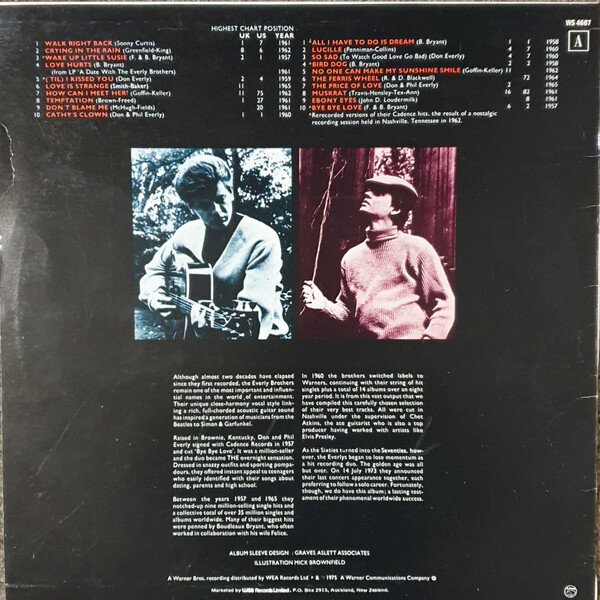 WS 4607
A
HIGHEST CHART POSITION
UK US YEAR
1 WALK RIGHT BACK (Sonny Curtis) 1 7 1961
2 CRYING IN THE RAIN (Greenfield-King) 8 6 1962
3 *WAKE UP LITTLE SUSIE (F. & B. Bryant) 2 1 1957
4 LOVE HURTS (B. Bryant)
(from LP 'A Date With The Everly Brothers) 1961
5 *('TIL) I KISSED YOU (Don Everly) 2 4 1959
6 LOVE IS STRANGE (Smith-Baker) 11 1965
7 HOW CAN I MEET HER? (Goffin-Keller) 11 75 1962
8 TEMPTATION (Brown-Freed) 1 27 1961
9 DON'T BLAME ME (McHugh-Fields) 20 20 1961
10 CATHY'S CLOWN (Don & Phil Everly) 1 1 1960
1 *ALL I HAVE TO DO IS DREAM (B. Bryant) 1 1 1958
2 LUCILLE (Penniman-Collins) 4 7 1960
3 SO SAD (To Watch Good Love Go Bad) (Don Everly) 4 7 1960
4 *BIRD DOG (B. Bryant) 2 2 1958
5 NO ONE CAN MAKE MY SUNSHINE SMILE (Goffin-Keller) 11 1962
6 THE FERRIS WHEEL (R. & D. Blackwell) 72 1964
7 THE PRICE OF LOVE (Don & Phil Everly) 2 1965
8 MUSKRAT (Travis-Hensley-Tex-Ann) 16 82 1961
9 EBONY EYES (John D. Loudermilk) 1 8 1961
10 *BYE BYE LOVE (F. & B. Bryant) 6 2 1957
*Rerecorded versions of their Cadence hits, the result of a nostalgic
recording session held in Nashville, Tennessee in 1962.
Although almost two decades have elapsed
since they first recorded, the Everly Brothers
remain one of the most important and influen-
tial names in the world of entertainment.
Their unique close-harmony vocal style link-
ing a rich, full-chorded acoustic guitar sound
has inspired a generation of musicians from the
Beatles to Simon & Garfunkel.
Raised in Brownie, Kentucky, Don and Phil
Everly signed with Cadence Records in 1957
and cut 'Bye Bye Love'. It was a million-seller
and the duo became THE overnight sensation.
Dressed in snazzy outfits and sporting pompa-
dours, they offered instant appeal to teenagers
who easily identified with their songs about
dating, parents and high school.
Between the years 1957 and 1965 they
notched-up nine million-selling single hits and
a collective total of over 35 million singles and
albums worldwide. Many of their biggest hits
were penned by Boudleaux Bryant, who often
worked in collaboration with his wife Felice.
In 1960 the brothers switched labels to
Warners, continuing with their string of hit
singles plus a total of 14 albums over an eight
year period. It is from this vast output that we
have compiled this carefully chosen selection
of their very best tracks. All were cut in
Nashville under the supervision of Chet
Atkins, the ace guitarist who is also a top
producer having worked with artists like
Elvis Presley.
As the Sixties turned into the Seventies, how-
ever, the Everlys began to lose momentum as
a hit recording duo. The golden age was all
but over. On 14 July 1973 they announced
their last concert appearance together, each
preferring to follow a solo career. Fortunately,
though, we do have this album; a lasting test-
ament of their phenomenal worldwide success.
ALBUM SLEEVE DESIGN : GRAVES ASLETT ASSOCIATES
ILLUSTRATION MICK BROWNFIELD
A Warner Bros. recording distributed by WEA Records Ltd • & ℗ 1975 A Warner Communications Company
Marketed by WEA Records Limited, P.O. Box 2915, Auckland, New Zealand.